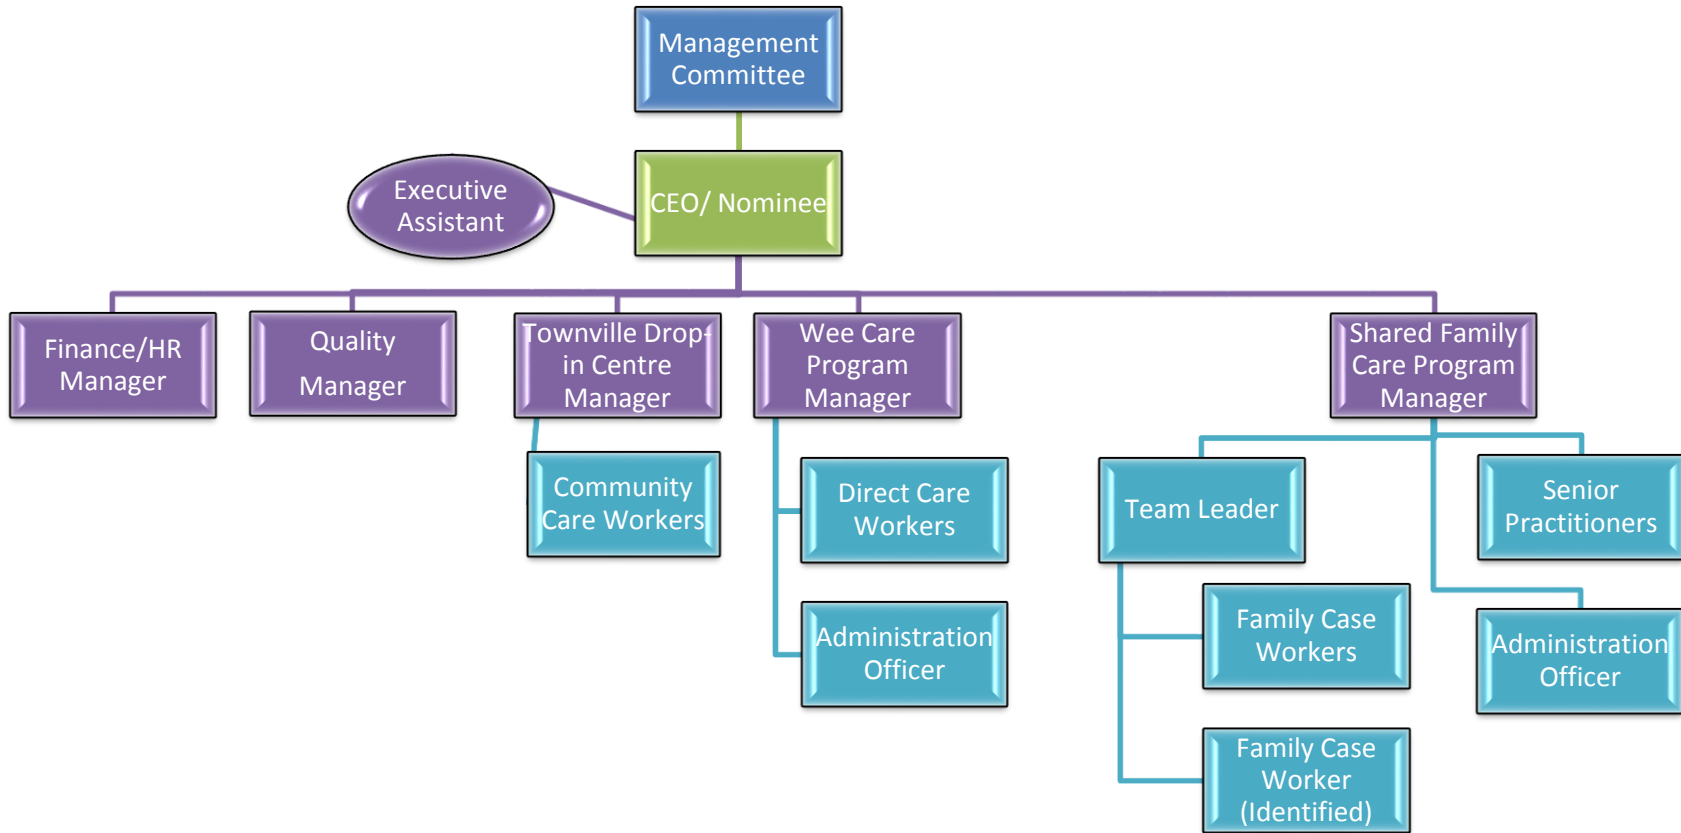 Management
Committee
Executive
Assistant
CEO/ Nominee
Finance/HR
Manager
Quality
Manager
Townville Drop-
in Centre
Manager
Wee Care
Program
Manager
Shared Family
Care Program
Manager
Community
Care Workers
Direct Care
Workers
Team Leader
Senior
Practitioners
Administration
Officer
Family Case
Workers
Administration
Officer
Family Case
Worker
(Identified)